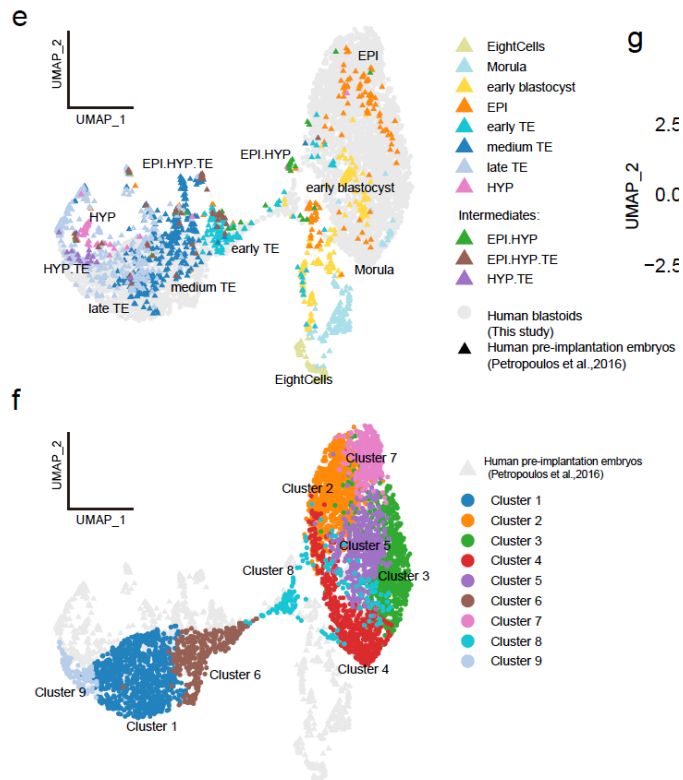 e
UMAP_2
UMAP_1
EPI
EPI.HYP.TE
EPI.HYP
HYP
early blastocyst
HYP.TE
early TE
medium TE
Morula
late TE
EightCells
EightCells
Morula
early blastocyst
EPI
early TE
medium TE
late TE
HYP
Intermediates:
EPI.HYP
EPI.HYP.TE
HYP.TE
Human blastoids
(This study)
Human pre-implantation embryos
(Petropoulos et al.,2016)
g
2.5
UMAP_2
0.0
−2.5
f
UMAP_2
UMAP_1
Cluster 7
Cluster 2
Cluster 5
Cluster 8
Cluster 3
Cluster 6
Cluster 4
Cluster 9
Cluster 1
Human pre-implantation embryos
(Petropoulos et al.,2016)
Cluster 1
Cluster 2
Cluster 3
Cluster 4
Cluster 5
Cluster 6
Cluster 7
Cluster 8
Cluster 9